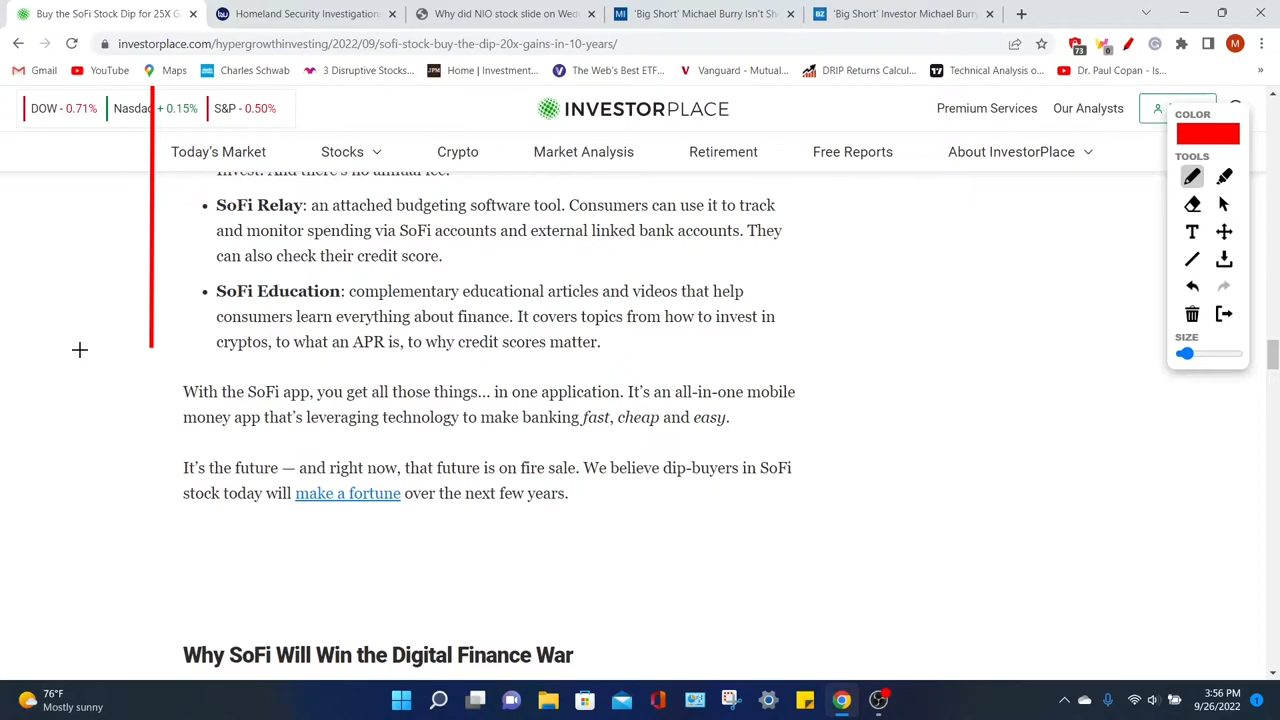 Buy the SoFi Stock Dip for 25X G
Homeland Security Investigation
Why did NIO stock slide on Wed
'Big Short' Michael Burry Isn't Sh
'Big Short' Investor Michael Burry
investorplace.com/hypergrowthinvesting/2022/09/sofi-stock-buy-the-dip-20x-gains-in-10-years/
73
0
M
Gmail
YouTube
Maps
Charles Schwab
3 Disruptive Stocks...
JPM
Home | Investment...
The Web's Best ETF...
Vanguard - Mutual...
DRIP Returns Calcul...
Technical Analysis o...
Dr. Paul Copan - Is...
»
DOW - 0.71%
Nasdaq + 0.15%
S&P - 0.50%
INVESTORPLACE
Premium Services
Our Analysts
Today's Market
Stocks
Crypto
Market Analysis
Retirement
Free Reports
About InvestorPlace
COLOR
TOOLS
T
SIZE
Invest. And there's no annual fee.
• SoFi Relay: an attached budgeting software tool. Consumers can use it to track
and monitor spending via SoFi accounts and external linked bank accounts. They
can also check their credit score.
• SoFi Education: complementary educational articles and videos that help
consumers learn everything about finance. It covers topics from how to invest in
cryptos, to what an APR is, to why credit scores matter.
With the SoFi app, you get all those things... in one application. It's an all-in-one mobile
money app that's leveraging technology to make banking fast, cheap and easy.
It's the future — and right now, that future is on fire sale. We believe dip-buyers in SoFi
stock today will make a fortune over the next few years.
Why SoFi Will Win the Digital Finance War
76°F
Mostly sunny
3:56 PM
9/26/2022
1